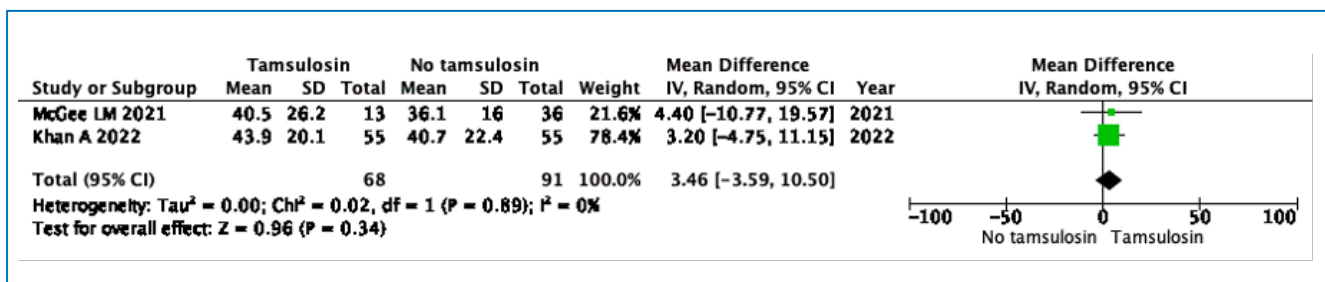 Tamsulosin No tamsulosin Mean Difference Mean Difference
Study or Subgroup Mean SD Total Mean SD Total Weight IV, Random, 95% CI Year IV, Random, 95% CI
McGee LM 2021 40.5 26.2 13 36.1 16 36 21.6% 4.40 [−10.77, 19.57] 2021
Khan A 2022 43.9 20.1 55 40.7 22.4 55 78.4% 3.20 [−4.75, 11.15] 2022
Total (95% CI) 68 91 100.0% 3.46 [−3.59, 10.50]
Heterogeneity: Tau² = 0.00; Chi² = 0.02, df = 1 (P = 0.89); I² = 0%
Test for overall effect: Z = 0.96 (P = 0.34)
−100 −50 0 50 100
No tamsulosin Tamsulosin